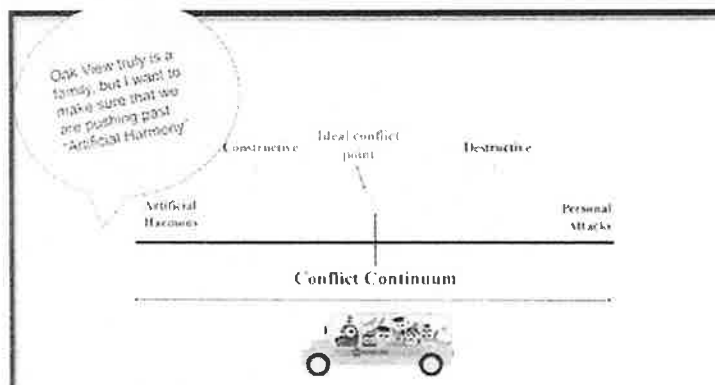 Oak View truly is a
family, but I want to
make sure that we
are pushing past
"Artificial Harmony"
Constructive
Ideal conflict
point
Destructive
Artificial
Harmony
Personal
Attacks
Conflict Continuum